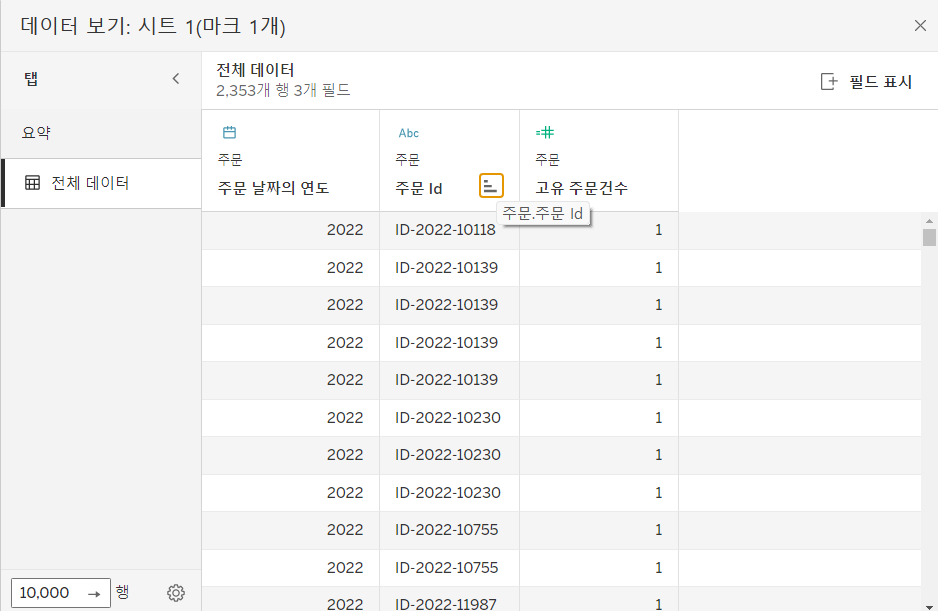 데이터 보기: 시트 1(마크 1개)
탭
요약
전체 데이터
전체 데이터
2,353개 행 3개 필드
필드 표시
Abc
주문 주문 주문
주문 날짜의 연도 주문 Id 고유 주문건수
주문.주문 Id
2022 ID-2022-10118 1
2022 ID-2022-10139 1
2022 ID-2022-10139 1
2022 ID-2022-10139 1
2022 ID-2022-10139 1
2022 ID-2022-10230 1
2022 ID-2022-10230 1
2022 ID-2022-10230 1
2022 ID-2022-10755 1
2022 ID-2022-10755 1
2022 ID-2022-11987 1
10,000 → 행